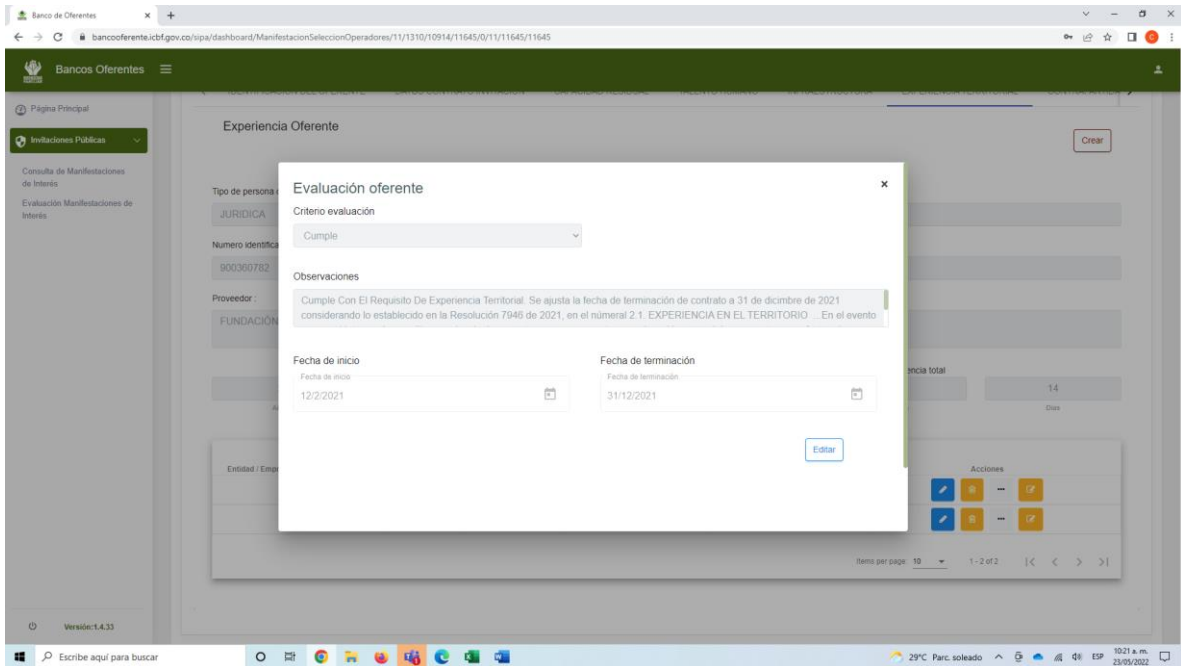 Banco de Oferentes
bancooferente.icbf.gov.co/sipa/dashboard/ManifestacionSeleccionOperadores/11/1310/10914/11645/0/11/11645/11645
Bancos Oferentes
Página Principal
Invitaciones Públicas
Consulta de Manifestaciones
de Interés
Evaluación Manifestaciones de
Interés
Experiencia Oferente
Crear
Tipo de persona
JURIDICA
Numero identifica
900360762
Proveedor :
FUNDACIÓN
encia total
14
Días
Evaluación oferente
×
Criterio evaluación
Cumple
Observaciones
Cumple Con El Requisito De Experiencia Territorial. Se ajusta la fecha de terminación de contrato a 31 de dicimbre de 2021
considerando lo establecido en la Resolución 7946 de 2021, en el númeral 2.1. EXPERIENCIA EN EL TERRITORIO ... En el evento
Fecha de inicio
Fecha de inicio
12/2/2021
Fecha de terminación
Fecha de terminación
31/12/2021
Editar
Entidad / Empr
Acciones
Items per page: 10
1 - 2 of 2
Versión:1.4.33
Escribe aquí para buscar
29°C Parc. soleado
ESP
10:21 a. m.
23/05/2022